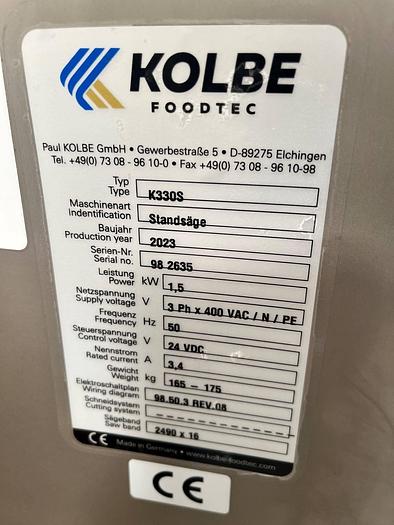 KOLBE
FOODTEC
Paul KOLBE GmbH • Gewerbestraße 5 • D-89275 Elchingen
Tel. +49(0) 73 08 - 96 10-0 • Fax +49(0) 73 08 - 96 10-98
Typ
Type K330S
Maschinenart
Indentification Standsäge
Baujahr
Production year 2023
Serien-Nr.
Serial no. 98 2635
Leistung
Power kW 1,5
Netzspannung
Supply voltage V 3 Ph x 400 VAC / N / PE
Frequenz
Frequency Hz 50
Steuerspannung
Control voltage V 24 VDC
Nennstrom
Rated current A 3,4
Gewicht
Weight kg 165 - 175
Elektroschaltplan
Wiring diagram 98.50.3 REV.08
Schneidsystem
Cutting system
Sägeband
Saw band 2490 x 16
CE Made in Germany • www.kolbe-foodtec.com
CE